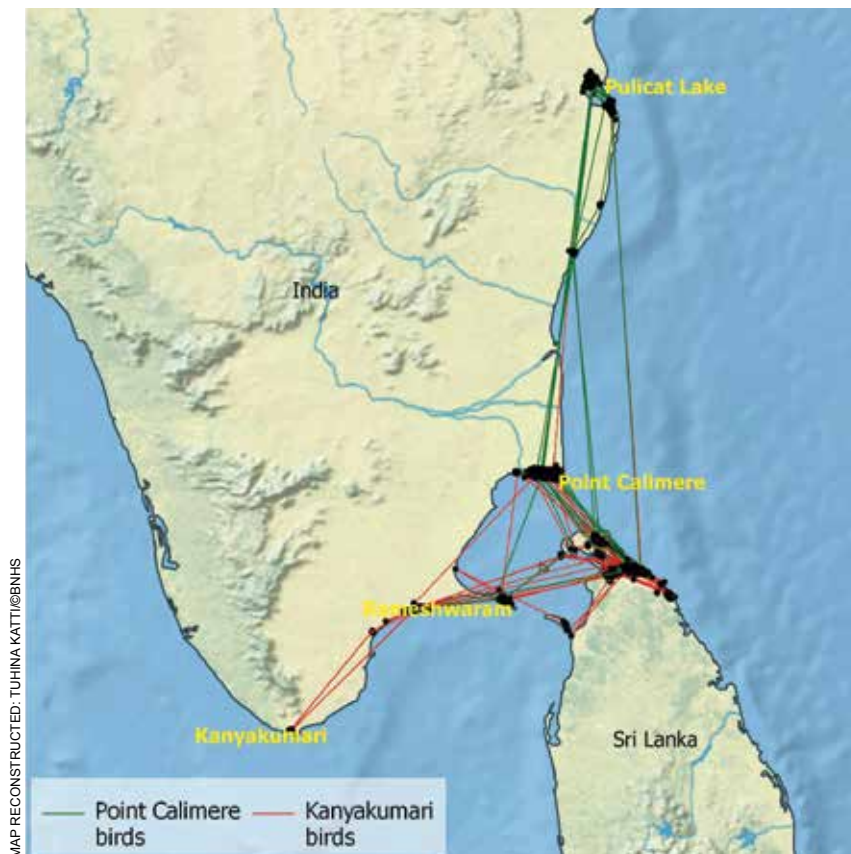 Pulicat Lake
India
Point Calimere
Rameshwaram
Kanyakumari
Sri Lanka
Point Calimere
birds
Kanyakumari
birds
MAP RECONSTRUCTED: TUHINA KATTI/©BNHS